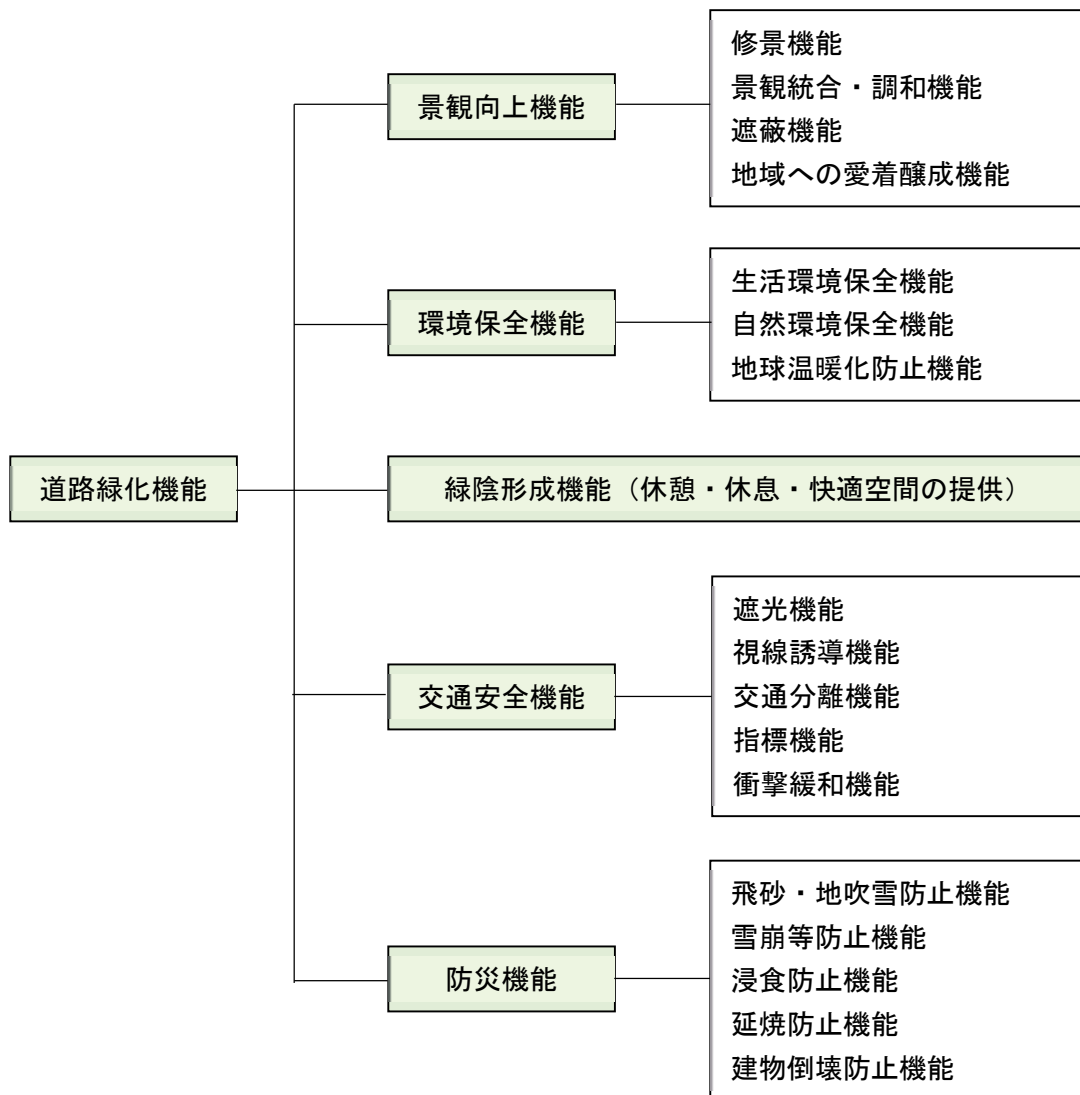 道路緑化機能
景観向上機能
修景機能
景観統合・調和機能
遮蔽機能
地域への愛着醸成機能
環境保全機能
生活環境保全機能
自然環境保全機能
地球温暖化防止機能
緑陰形成機能（休憩・休息・快適空間の提供）
交通安全機能
遮光機能
視線誘導機能
交通分離機能
指標機能
衝撃緩和機能
防災機能
飛砂・地吹雪防止機能
雪崩等防止機能
浸食防止機能
延焼防止機能
建物倒壊防止機能